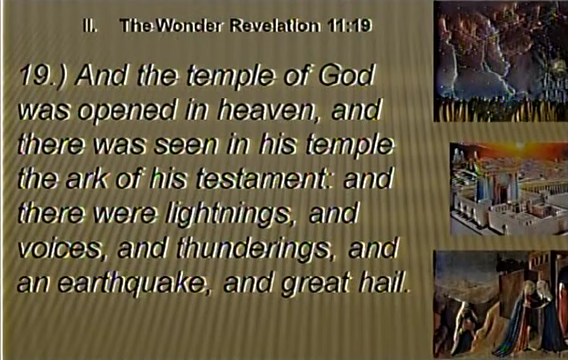 II. The Wonder Revelation 11:19
19.) And the temple of God
was opened in heaven, and
there was seen in his temple
the ark of his testament: and
there were lightnings, and
voices, and thunderings, and
an earthquake, and great hail.